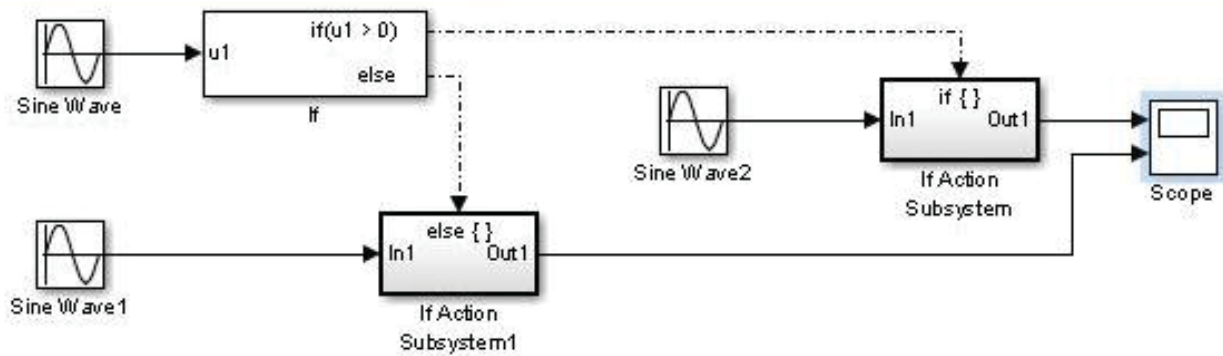 Sine Wave
u1
if(u1 > 0)
else
If
Sine Wave2
if { }
In1
Out1
If Action
Subsystem
Scope
Sine Wave1
else { }
In1
Out1
If Action
Subsystem1